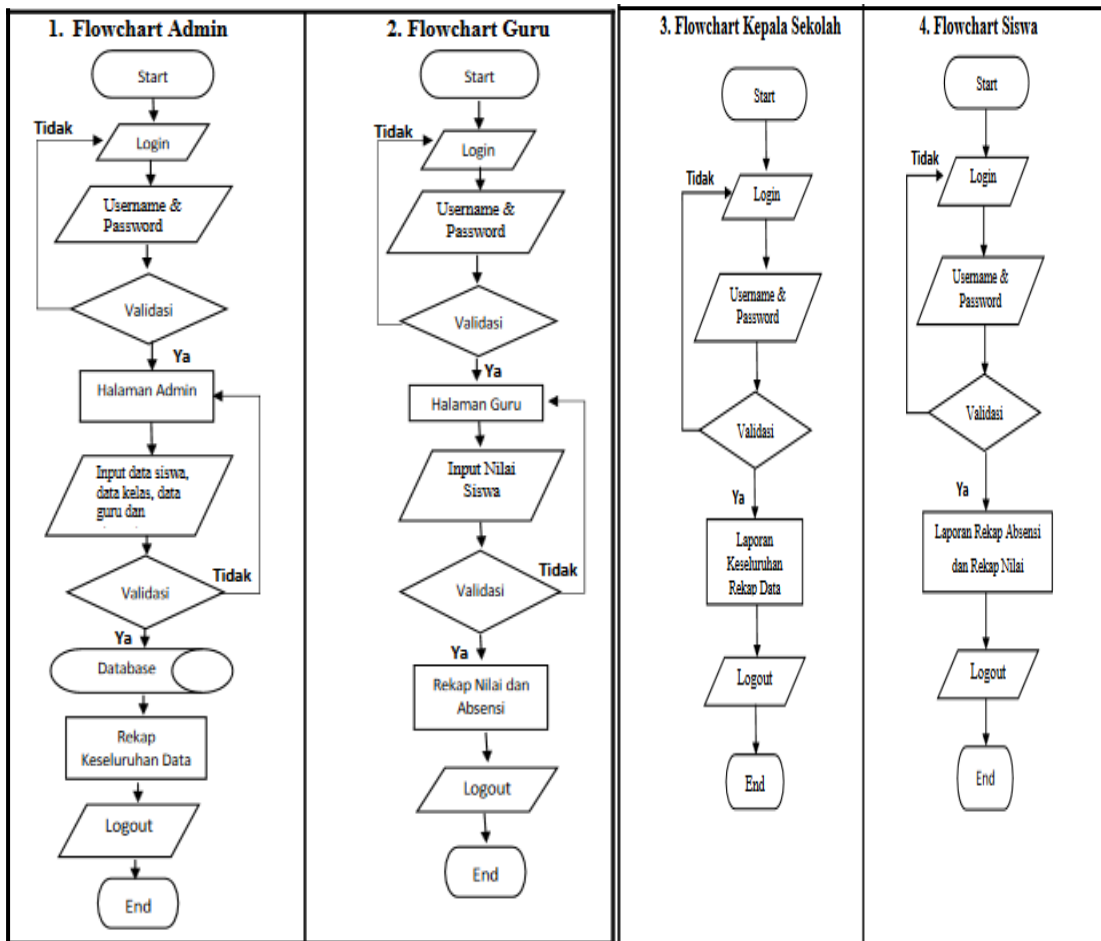 1. Flowchart Admin
Start
Tidak
Login
Username &
Password
Validasi
Ya
Halaman Admin
Input data siswa,
data kelas, data
guru dan
Validasi
Tidak
Ya
Database
Rekap
Keseluruhan Data
Logout
End
2. Flowchart Guru
Start
Tidak
Login
Username &
Password
Validasi
Ya
Halaman Guru
Input Nilai
Siswa
Validasi
Tidak
Ya
Rekap Nilai dan
Absensi
Logout
End
3. Flowchart Kepala Sekolah
Start
Tidak
Login
Username &
Password
Validasi
Ya
Laporan
Keseluruhan
Rekap Data
Logout
End
4. Flowchart Siswa
Start
Tidak
Login
Username &
Password
Validasi
Ya
Laporan Rekap Absensi
dan Rekap Nilai
Logout
End